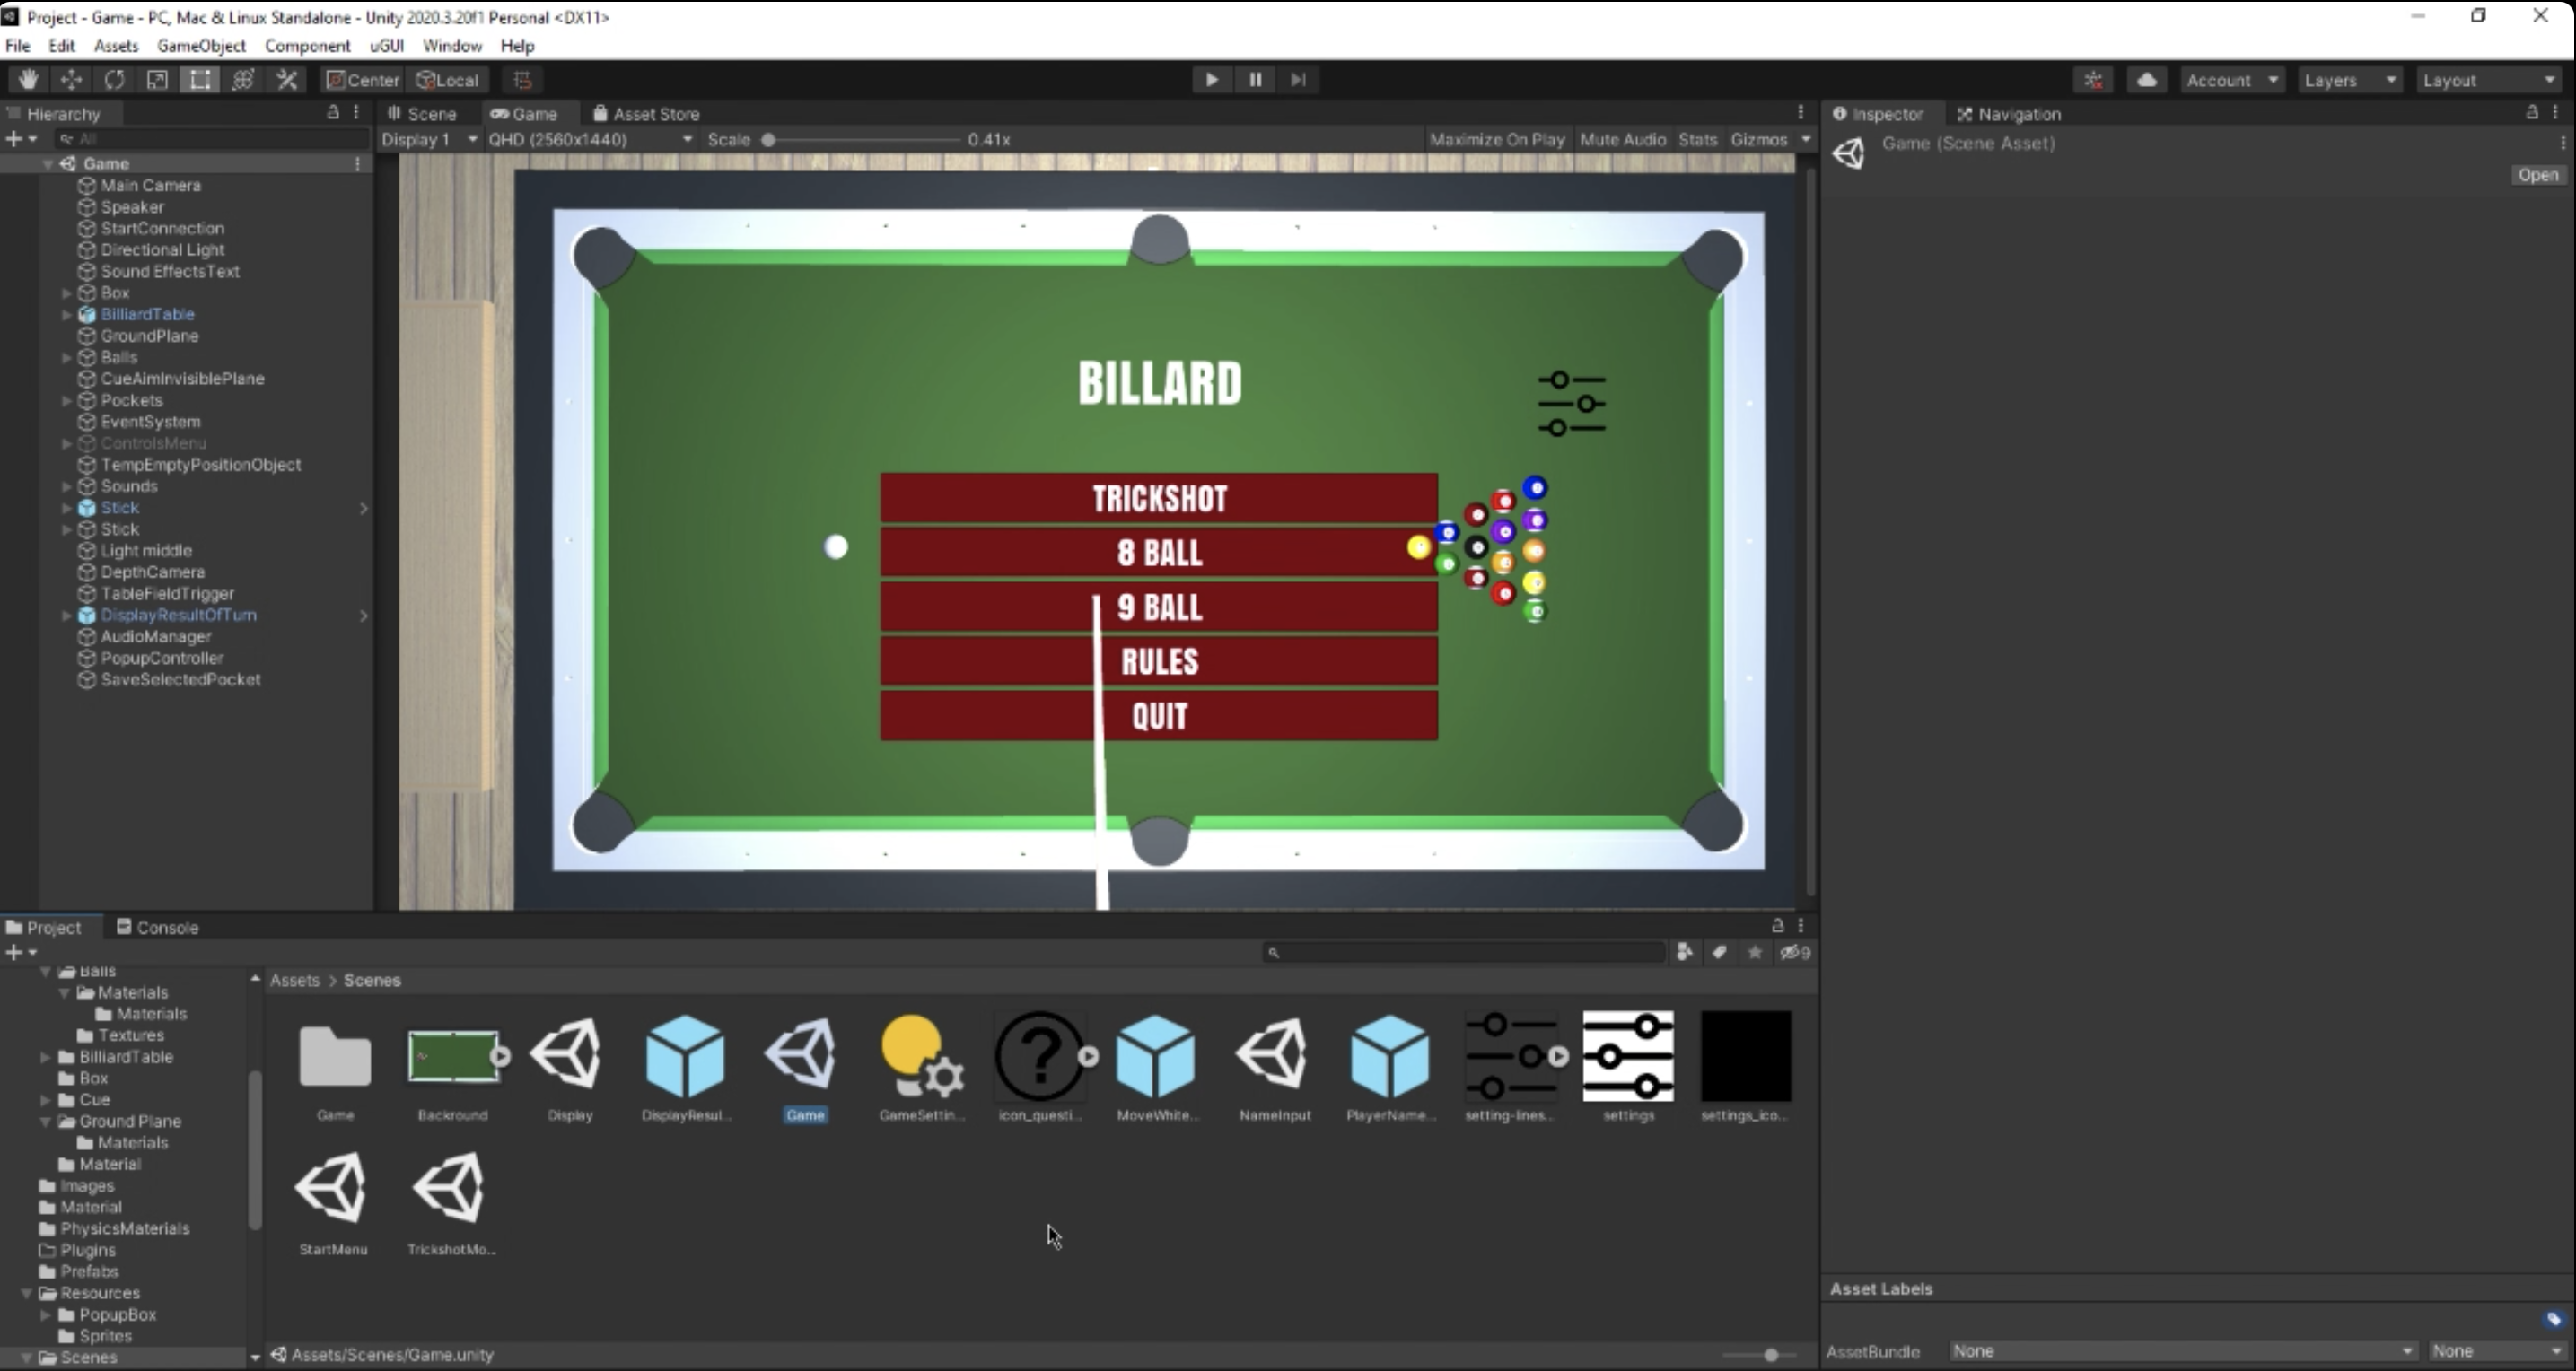 Project - Game - PC, Mac & Linux Standalone - Unity 2020.3.20f1 Personal <DX11>
File Edit Assets GameObject Component uGUI Window Help
Center Local Account Layers Layout
Hierarchy
All
Game
Main Camera
Speaker
StartConnection
Directional Light
Sound EffectsText
Box
BilliardTable
GroundPlane
Balls
CueAimInvisiblePlane
Pockets
EventSystem
ControlsMenu
TempEmptyPositionObject
Sounds
Stick
Stick
Light middle
DepthCamera
TableFieldTrigger
DisplayResultOfTurn
AudioManager
PopupController
SaveSelectedPocket
Scene Game Asset Store
Display 1 QHD (2560x1440) Scale 0.41x Maximize On Play Mute Audio Stats Gizmos
BILLARD
TRICKSHOT
8 BALL
9 BALL
RULES
QUIT
Inspector Navigation
Game (Scene Asset)
Open
Project Console
9
Balls
Materials
Materials
Textures
BilliardTable
Box
Cue
Ground Plane
Materials
Material
Images
Material
PhysicsMaterials
Plugins
Prefabs
Resources
PopupBox
Sprites
Scenes
Assets > Scenes
Game Backround Display DisplayResul... Game GameSettin... icon_questi... MoveWhite... NameInput PlayerName... setting-lines... settings settings_ico...
StartMenu TrickshotMo...
Assets/Scenes/Game.unity
Asset Labels
AssetBundle None None